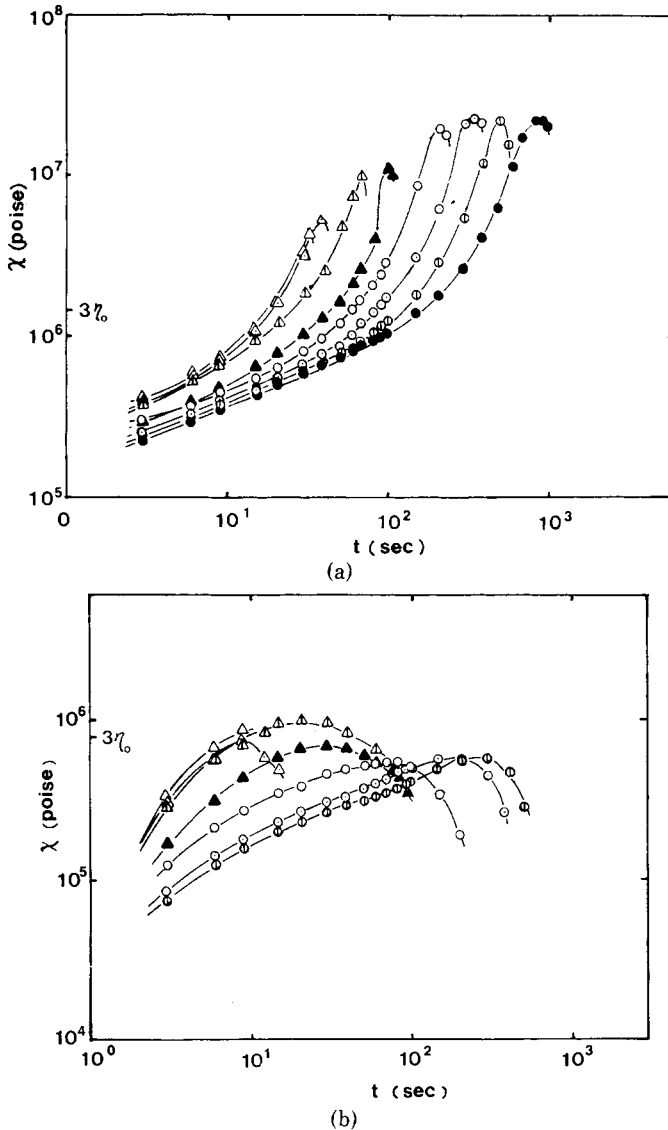 10⁸
10⁷
3η₀
10⁶
10⁵
χ (poise)
0
10¹
10²
10³
t (sec)
(a)
10⁶
3η₀
10⁵
10⁴
χ (poise)
10⁰
10¹
10²
10³
t (sec)
(b)